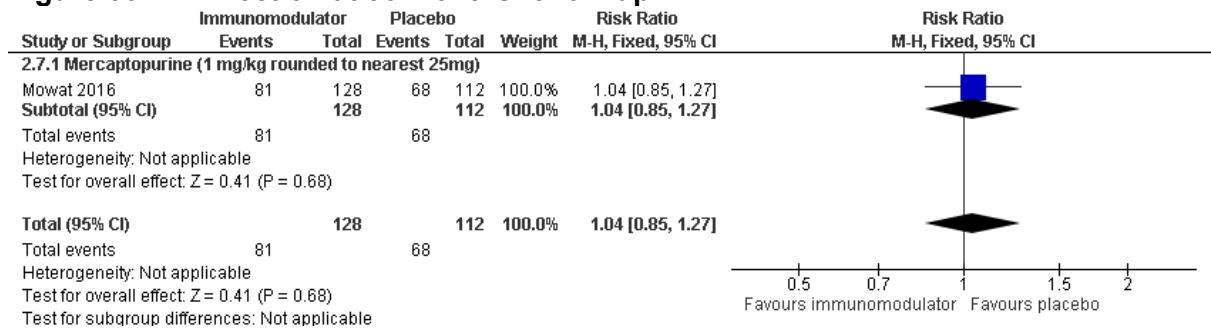 Immunomodulator Placebo Risk Ratio Risk Ratio
Study or Subgroup Events Total Events Total Weight M-H, Fixed, 95% CI M-H, Fixed, 95% CI
2.7.1 Mercaptopurine (1 mg/kg rounded to nearest 25mg)
Mowat 2016 81 128 68 112 100.0% 1.04 [0.85, 1.27]
Subtotal (95% CI) 128 112 100.0% 1.04 [0.85, 1.27]
Total events 81 68
Heterogeneity: Not applicable
Test for overall effect: Z = 0.41 (P = 0.68)
Total (95% CI) 128 112 100.0% 1.04 [0.85, 1.27]
Total events 81 68
Heterogeneity: Not applicable
Test for overall effect: Z = 0.41 (P = 0.68)
Test for subgroup differences: Not applicable
0.5 0.7 1 1.5 2
Favours immunomodulator Favours placebo